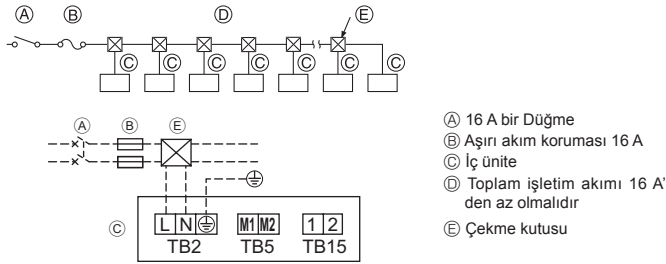 Ⓐ Ⓑ Ⓓ Ⓔ
Ⓒ Ⓒ Ⓒ Ⓒ Ⓒ Ⓒ Ⓒ
Ⓐ Ⓑ Ⓔ
Ⓒ L N M1 M2 1 2
TB2 TB5 TB15
Ⓐ 16 A bir Düğme
Ⓑ Aşırı akım koruması 16 A
Ⓒ İç ünite
Ⓓ Toplam işletim akımı 16 A'
den az olmalıdır
Ⓔ Çekme kutusu